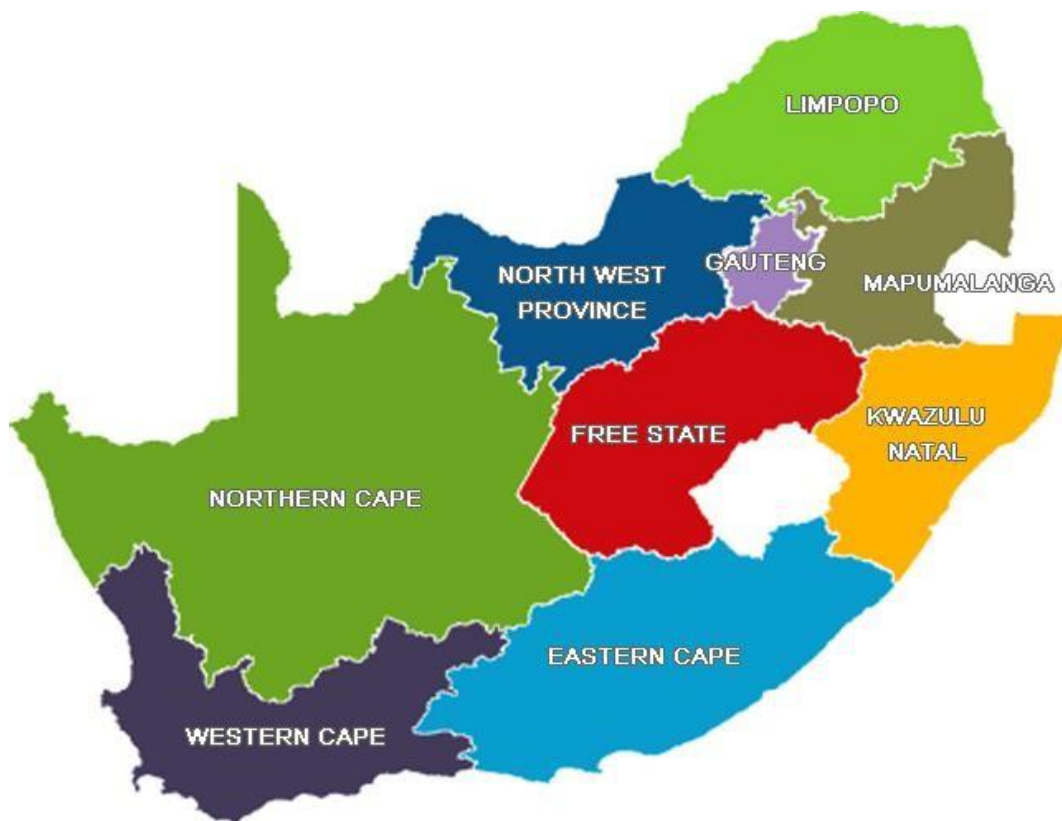 LIMPOPO
GAUTENG
MAPUMALANGA
NORTH WEST
PROVINCE
FREE STATE
KWAZULU
NATAL
NORTHERN CAPE
EASTERN CAPE
WESTERN CAPE